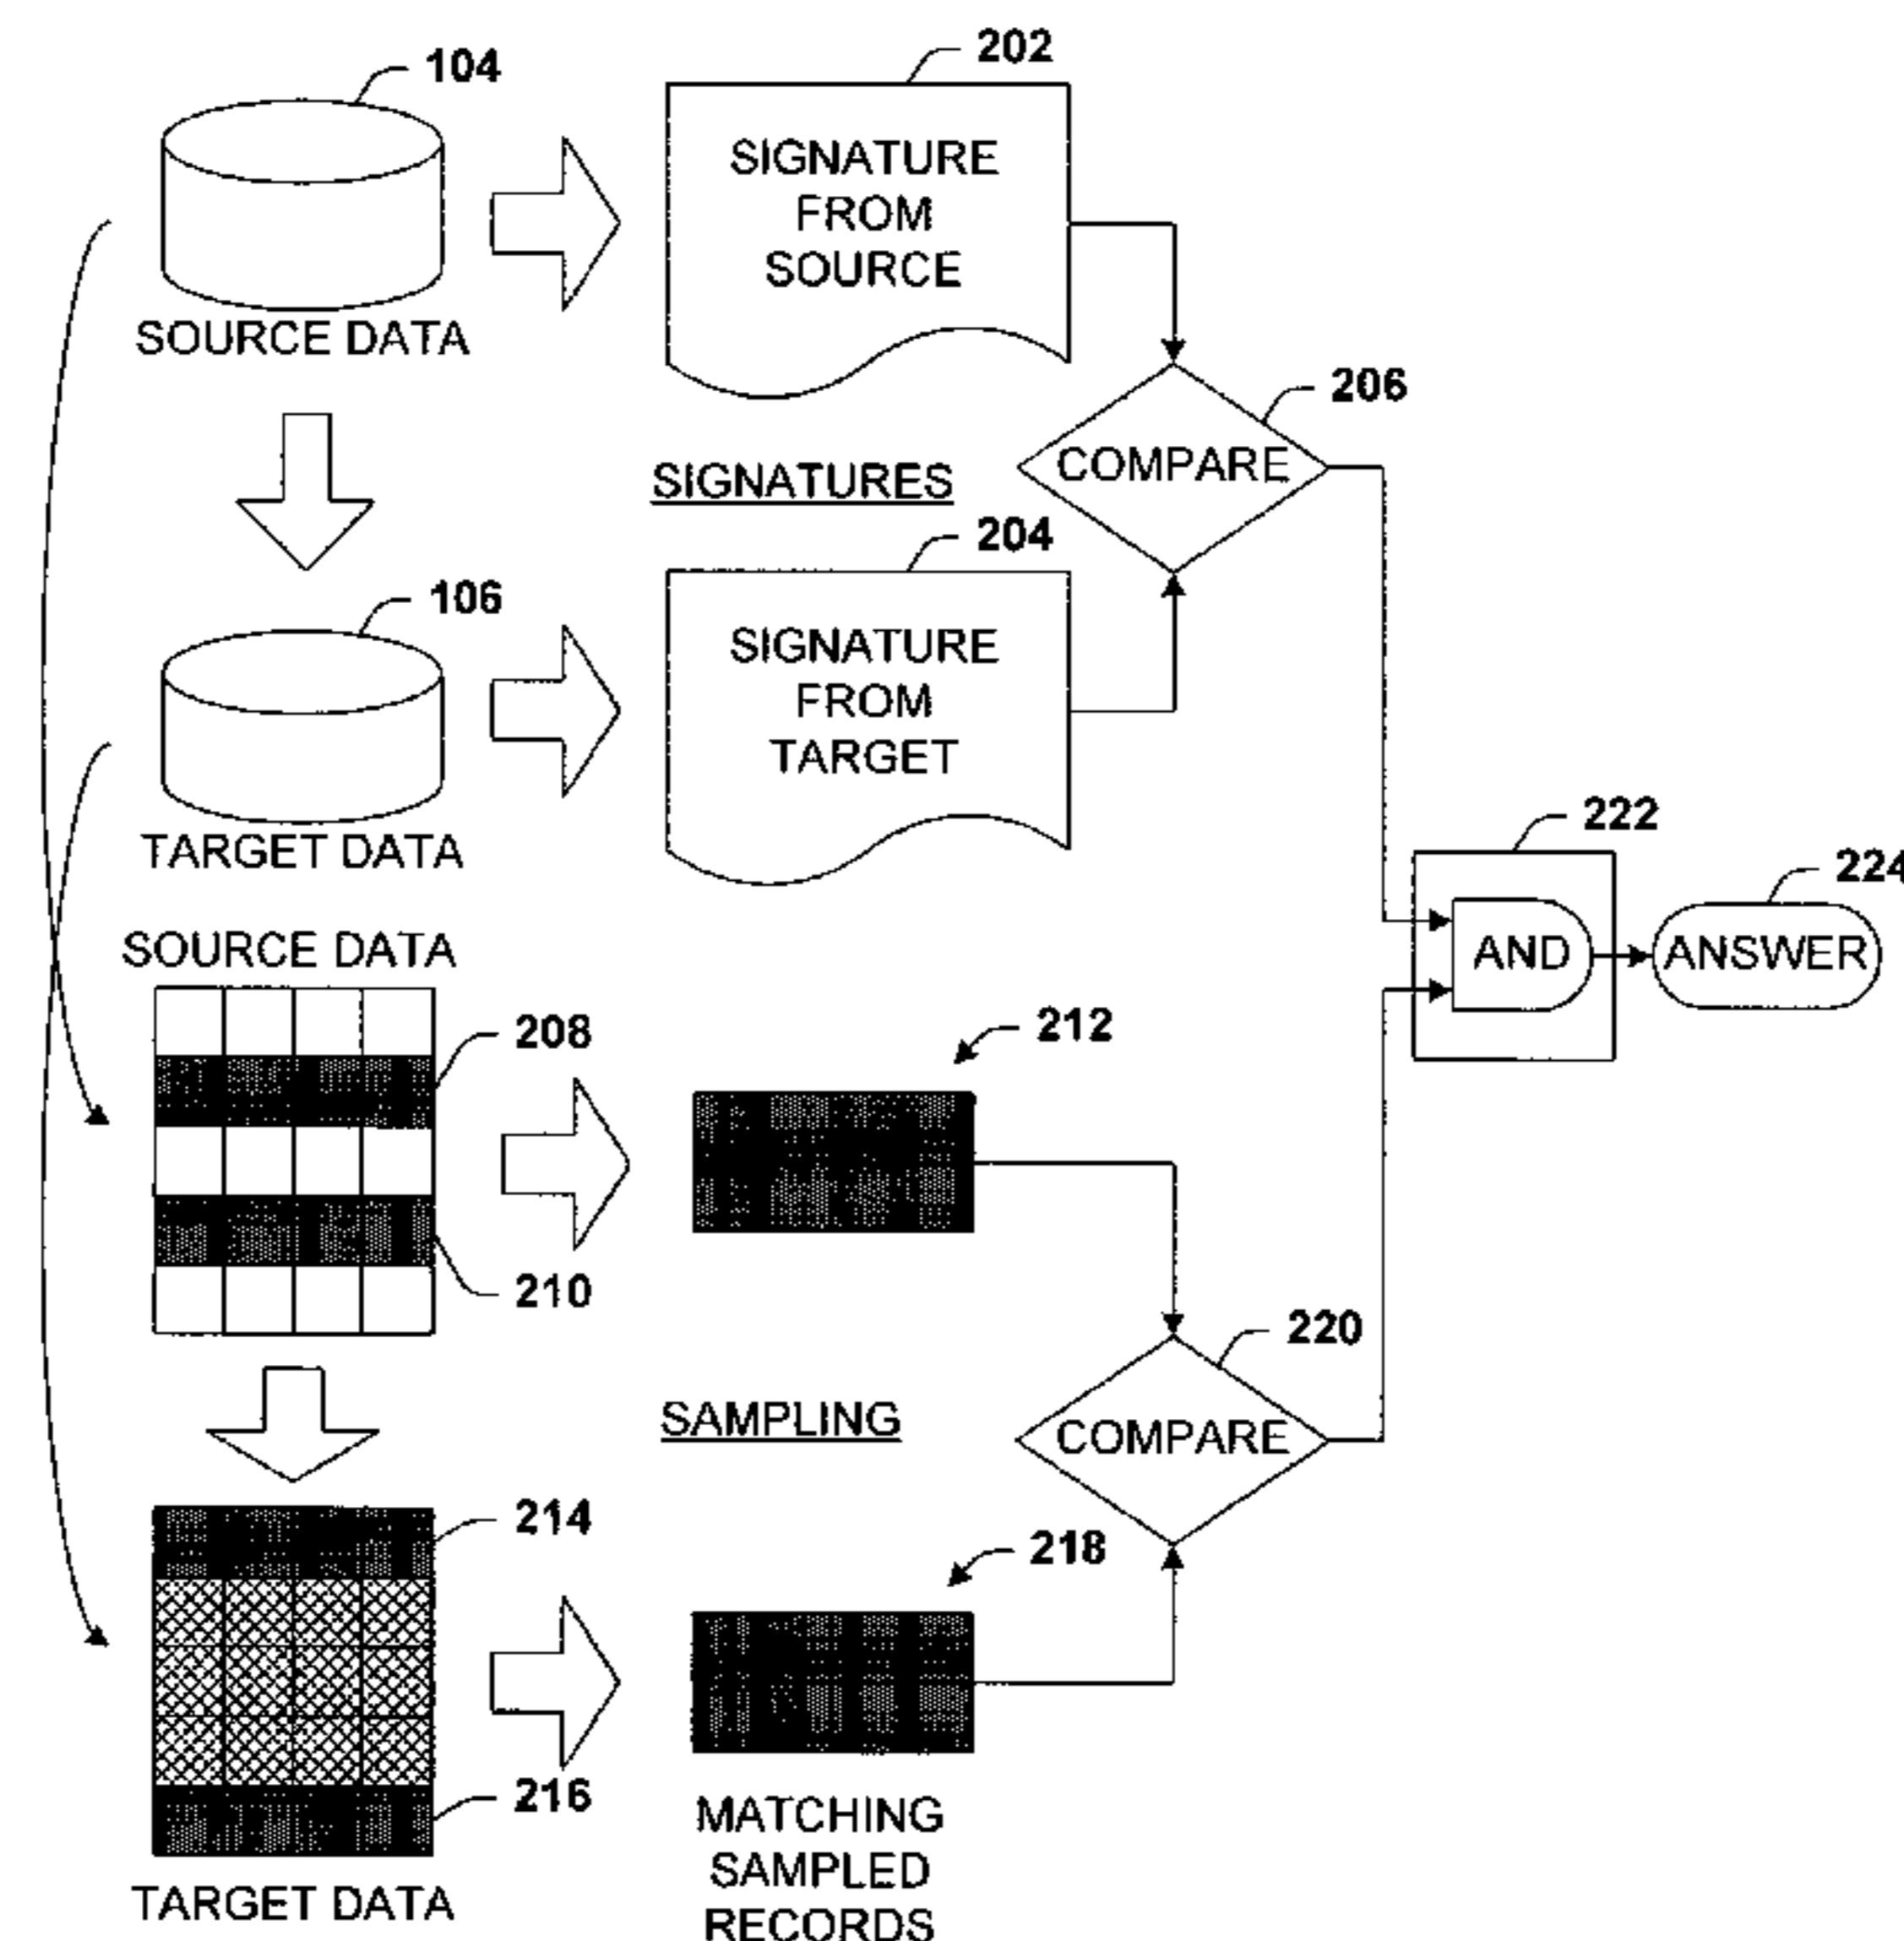 104
202
SIGNATURE
FROM
SOURCE
SOURCE DATA
206
COMPARE
SIGNATURES
204
106
SIGNATURE
FROM
TARGET
TARGET DATA
222
224
SOURCE DATA
AND
ANSWER
208
212
210
220
SAMPLING
COMPARE
214
218
216
MATCHING
SAMPLED
RECORDS
TARGET DATA